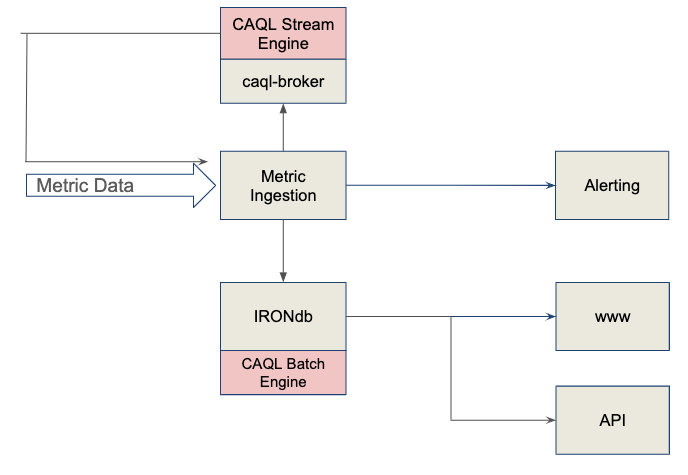 CAQL Stream
Engine
caql-broker
Metric Data
Metric
Ingestion
Alerting
IRONdb
www
CAQL Batch
Engine
API